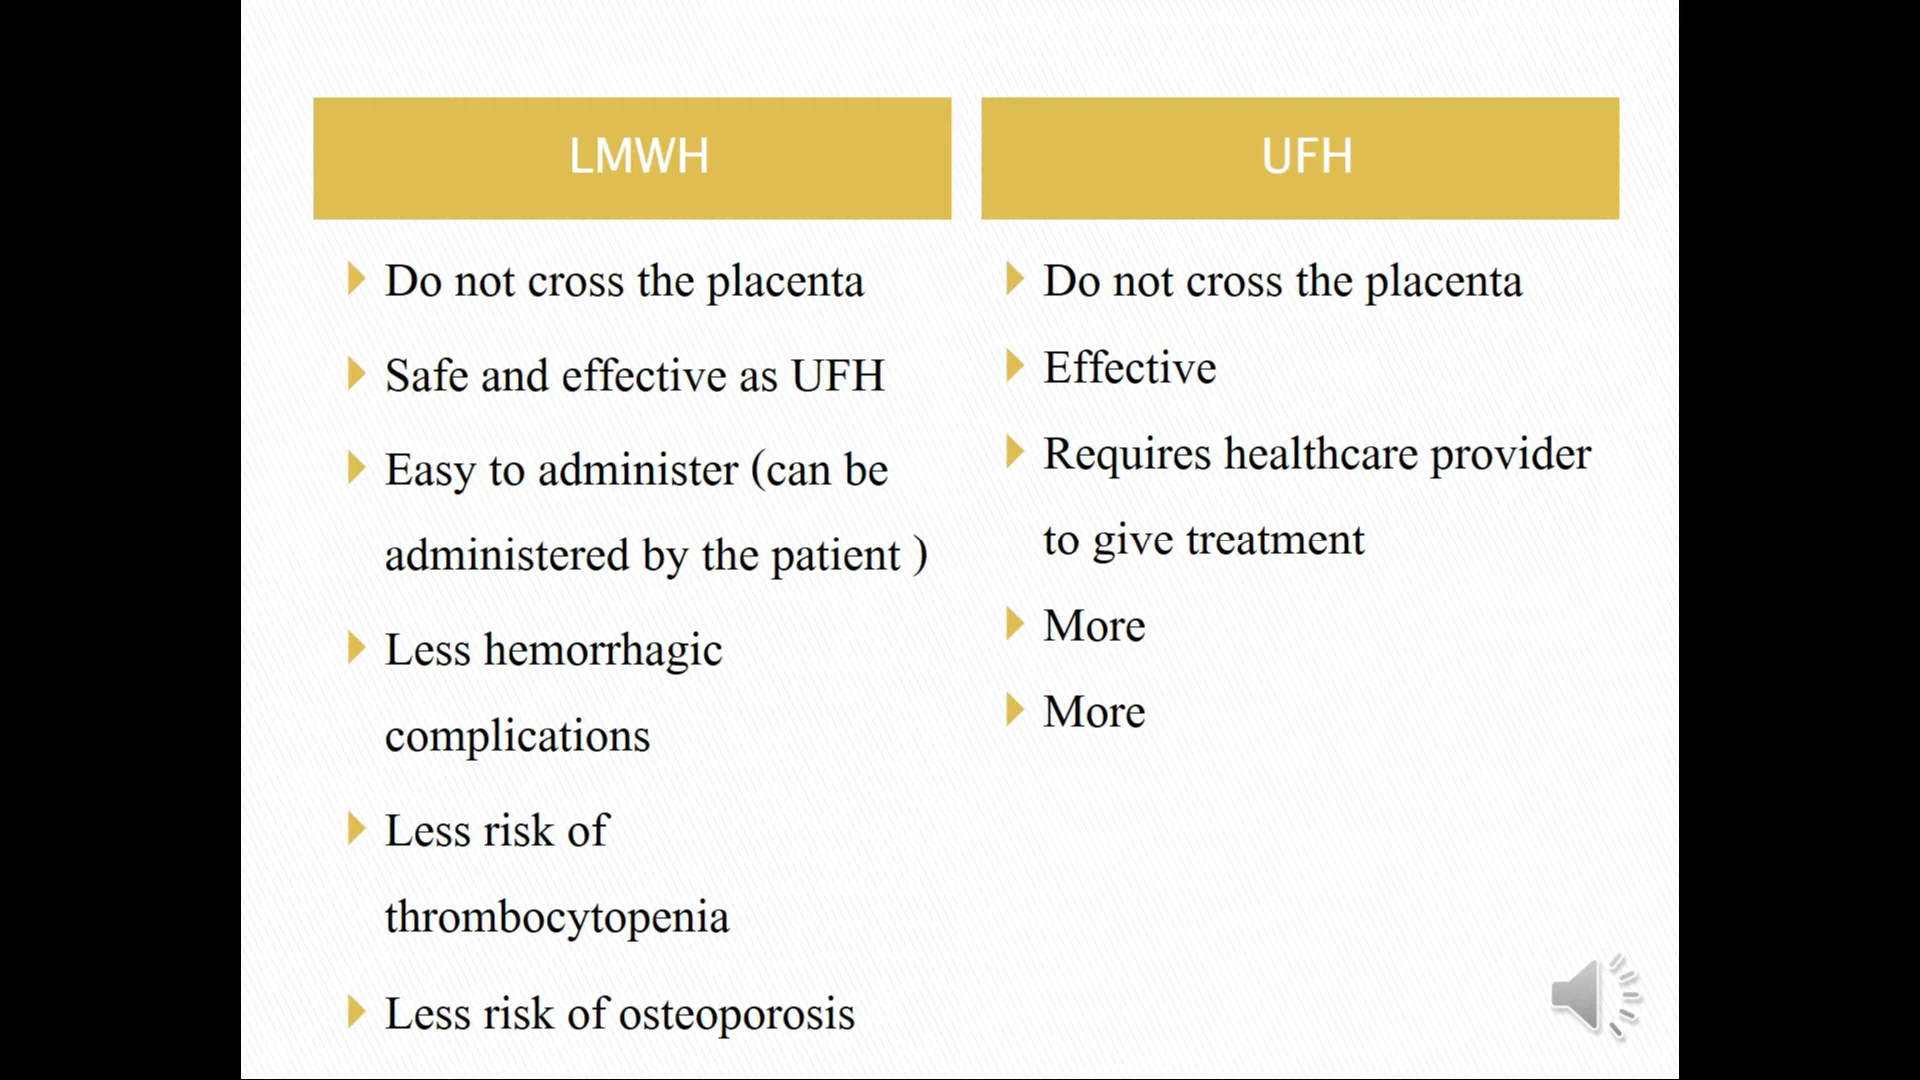 LMWH
Do not cross the placenta
Safe and effective as UFH
Easy to administer (can be
administered by the patient )
Less hemorrhagic
complications
Less risk of
thrombocytopenia
Less risk of osteoporosis
UFH
Do not cross the placenta
Effective
Requires healthcare provider
to give treatment
More
More